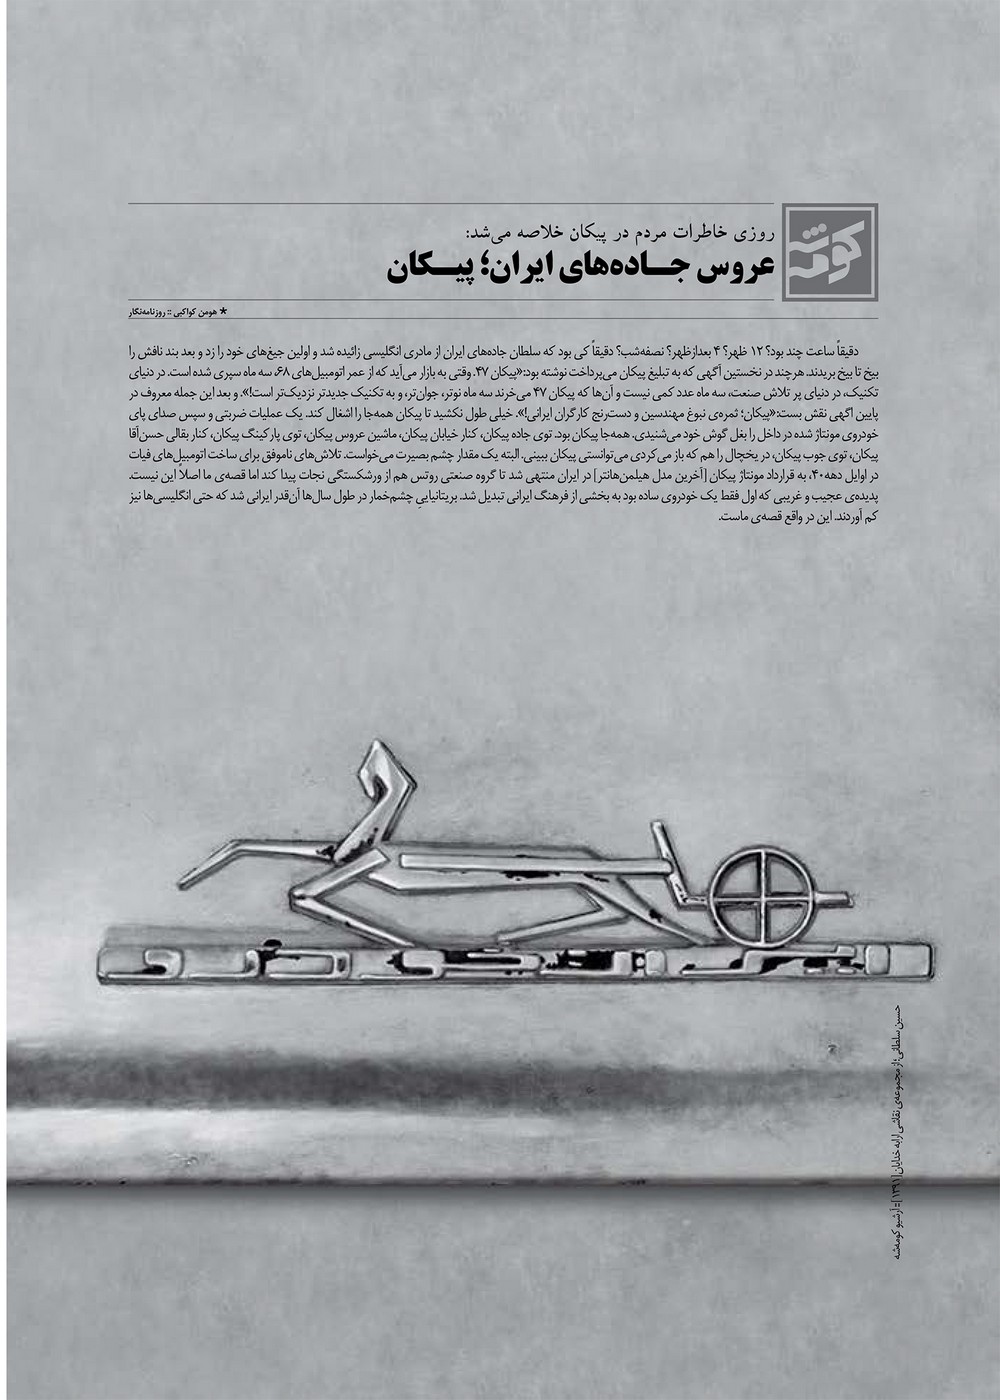 کومه‌شه
روزی خاطرات مردم در پیکان خلاصه می‌شد:
عروس جـــاده‌های ایران؛ پیـــکان
* هومن کواکبی :: روزنامه‌نگار
دقیقاً ساعت چند بود؟ ۱۲ ظهر؟ ۴ بعدازظهر؟ نصفه‌شب؟ دقیقاً کی بود که سلطان جاده‌های ایران از مادری انگلیسی زائیده شد و اولین جیغ‌های خود را زد و بعد بند نافش را
بیخ تا بیخ بریدند. هرچند در نخستین آگهی که به تبلیغ پیکان می‌پرداخت نوشته بود:«پیکان ۴۷. وقتی به بازار می‌آید که از عمر اتومبیل‌های ۶۸، سه ماه سپری شده است. در دنیای
تکنیک، در دنیای پر تلاش صنعت، سه ماه عدد کمی نیست و آن‌ها که پیکان ۴۷ می‌خرند سه ماه نوتر، جوان‌تر، و به تکنیک جدیدتر نزدیک‌تر است!». و بعد این جمله معروف در
پایین آگهی نقش بست:«پیکان؛ ثمره‌ی نبوغ مهندسین و دست‌رنج کارگران ایرانی!». خیلی طول نکشید تا پیکان همه‌جا را اشغال کند. یک عملیات ضربتی و سپس صدای پای
خودروی مونتاژ شده در داخل را بغل گوش خود می‌شنیدی. همه‌جا پیکان بود. توی جاده پیکان، کنار خیابان پیکان، ماشین عروس پیکان، توی پارکینگ پیکان، کنار بقالی حسن‌آقا
پیکان، توی جوب پیکان، در یخچال را هم که باز می‌کردی می‌توانستی پیکان ببینی. البته یک مقدار چشم بصیرت می‌خواست. تلاش‌های ناموفق برای ساخت اتومبیل‌های فیات
در اوایل دهه۴۰، به قرارداد مونتاژ پیکان [آخرین مدل هیلمن‌هانتر] در ایران منتهی شد تا گروه صنعتی روتس هم از ورشکستگی نجات پیدا کند اما قصه‌ی ما اصلاً این نیست.
پدیده‌ی عجیب و غریبی که اول فقط یک خودروی ساده بود به بخشی از فرهنگ ایرانی تبدیل شد. بریتانیاییِ چشم‌خمار در طول سال‌ها آن‌قدر ایرانی شد که حتی انگلیسی‌ها نیز
کم آوردند. این در واقع قصه‌ی ماست.
حسین سلطانی؛ از مجموعه‌ی نقاشی ارابه خدایان [۱۳۹۱] :: آرشیو کومه‌شه